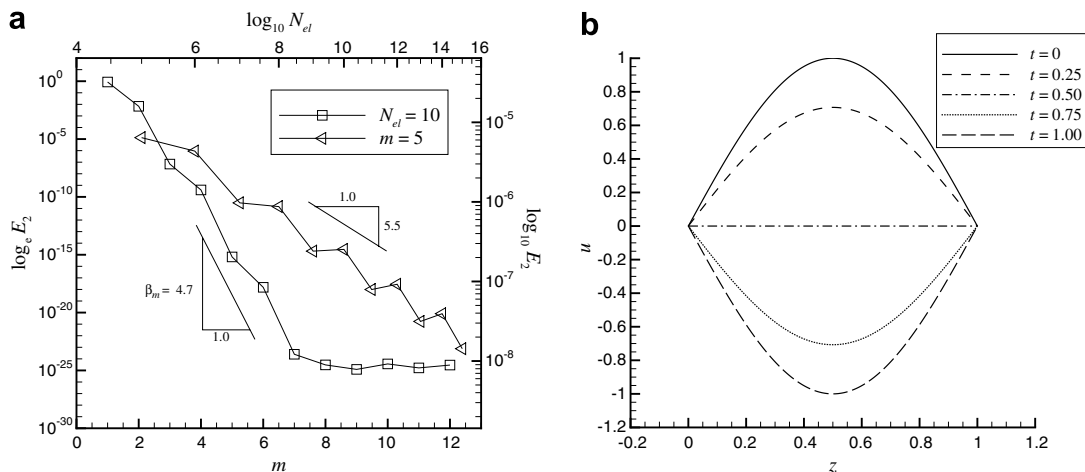 a
log₁₀ Nₑₗ
4 6 8 10 12 14 16
10⁰
10⁻⁵
10⁻¹⁰
10⁻¹⁵
10⁻²⁰
10⁻²⁵
10⁻³⁰
logₑ E₂
Nₑₗ = 10
m = 5
1.0
5.5
βₘ = 4.7
1.0
10⁻⁵
10⁻⁶
10⁻⁷
10⁻⁸
log₁₀ E₂
0 2 4 6 8 10 12
m
b
1
0.8
0.6
0.4
0.2
0
-0.2
-0.4
-0.6
-0.8
-1
-1.2
u
t = 0
t = 0.25
t = 0.50
t = 0.75
t = 1.00
-0.2 0 0.2 0.4 0.6 0.8 1 1.2
z